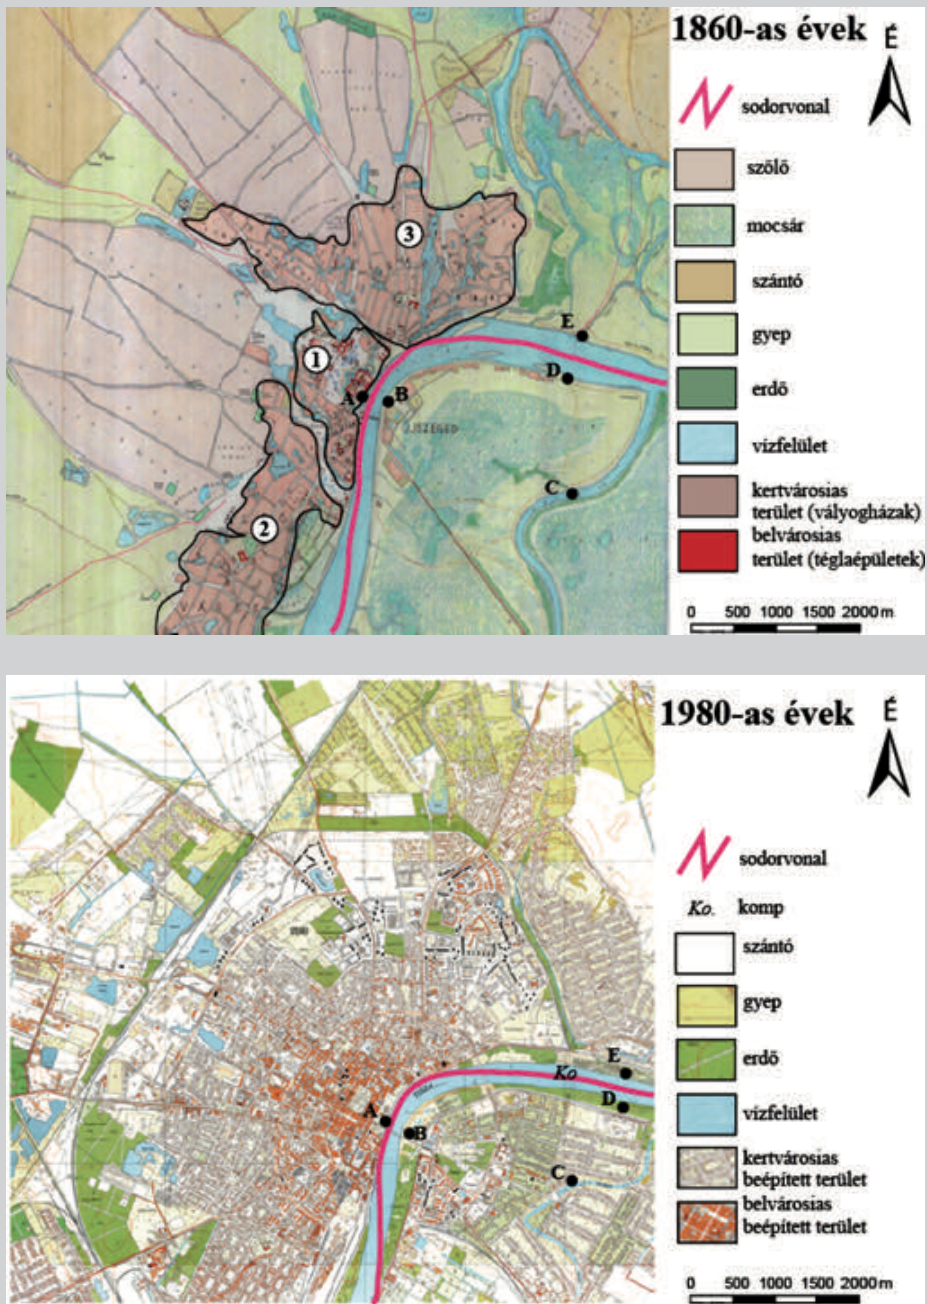 1860-as évek
É
sodorvonal
szőlő
mocsár
szántó
gyep
erdő
vízfelület
kertvárosias
terület (vályogházak)
belvárosias
terület (téglaépületek)
0 500 1000 1500 2000 m
3
1
2
A
B
E
D
C
ÚJSZEGED
1980-as évek
É
sodorvonal
Ko. komp
szántó
gyep
erdő
vízfelület
kertvárosias
beépített terület
belvárosias
beépített terület
0 500 1000 1500 2000 m
E
Ko
D
A
B
C